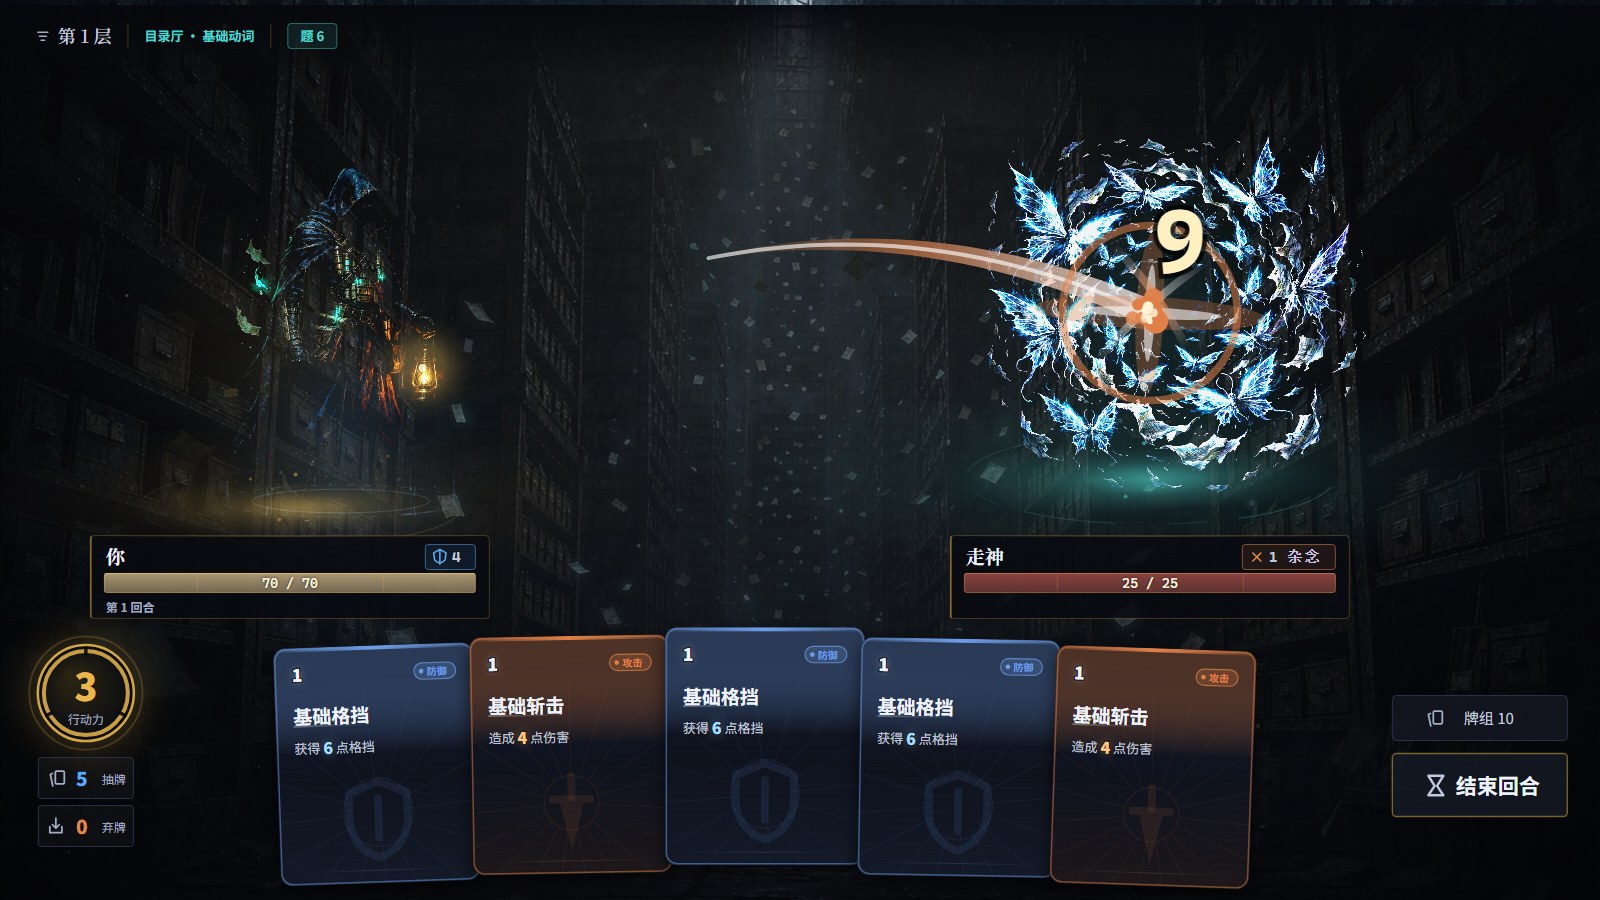 第 1 层
目录厅 · 基础动词
题 6
9
你
4
70 / 70
第 1 回合
走神
1 杂念
25 / 25
3
行动力
5 抽牌
0 弃牌
1
防御
基础格挡
获得 6 点格挡
1
攻击
基础斩击
造成 4 点伤害
1
防御
基础格挡
获得 6 点格挡
1
防御
基础格挡
获得 6 点格挡
1
攻击
基础斩击
造成 4 点伤害
牌组 10
结束回合